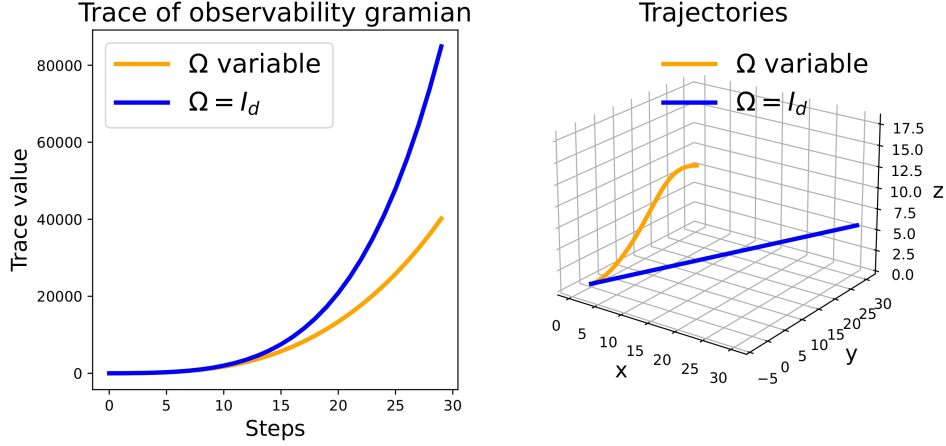 Trace of observability gramian
Ω variable
Ω = I_d
80000
60000
40000
20000
0
Trace value
0 5 10 15 20 25 30
Steps
Trajectories
Ω variable
Ω = I_d
17.5
15.0
12.5
10.0
7.5
5.0
2.5
0.0
z
0 5 10 15 20 25 30
x
−5 0 5 10 15 20 25 30
y